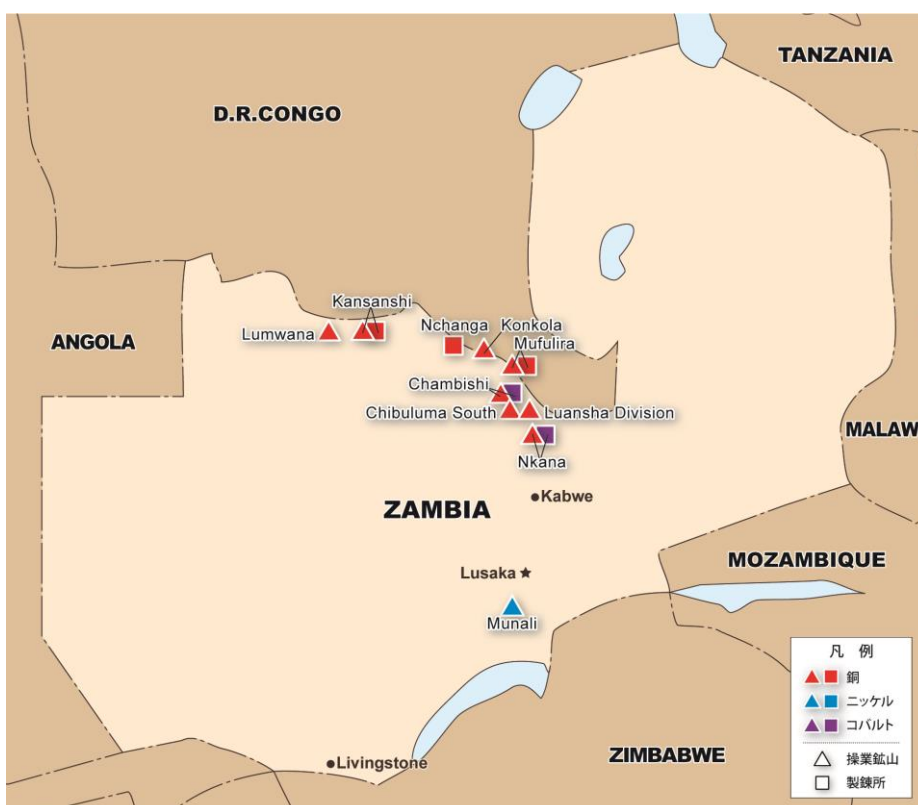 TANZANIA
D.R.CONGO
Kansanshi
Lumwana
Nchanga
Konkola
Mufulira
ANGOLA
Chambishi
Chibuluma South
Luansha Division
MALAW
Nkana
Kabwe
ZAMBIA
MOZAMBIQUE
Lusaka
Munali
凡 例
銅
ニッケル
コバルト
操業鉱山
製錬所
ZIMBABWE
Livingstone